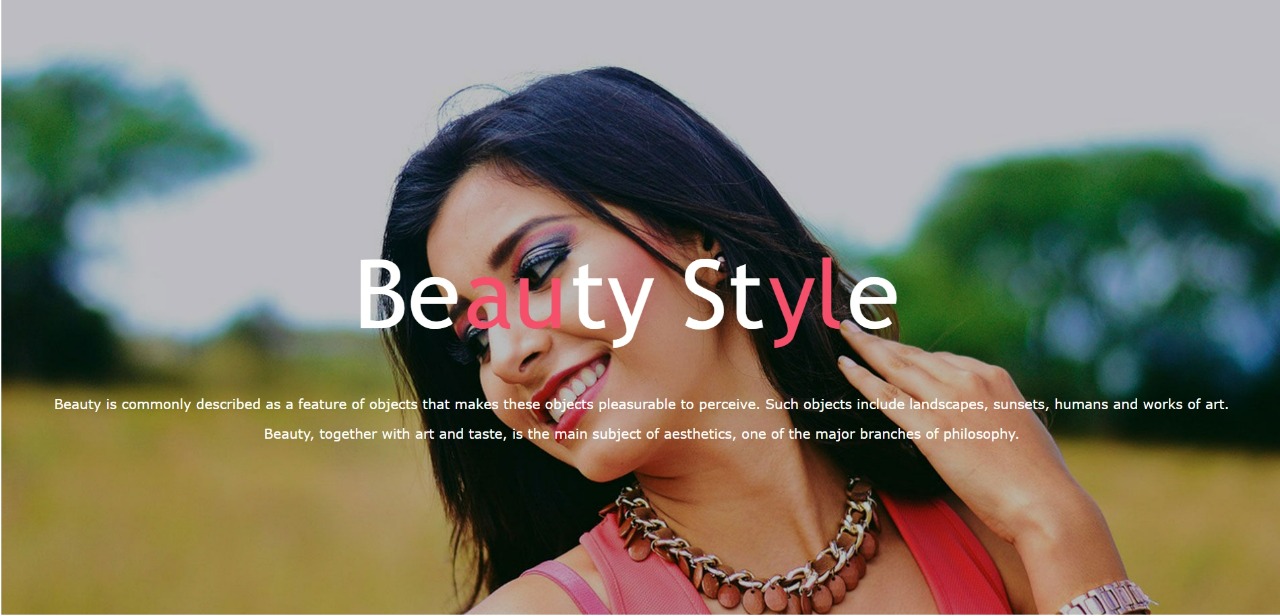 Beauty Style
Beauty is commonly described as a feature of objects that makes these objects pleasurable to perceive. Such objects include landscapes, sunsets, humans and works of art.
Beauty, together with art and taste, is the main subject of aesthetics, one of the major branches of philosophy.